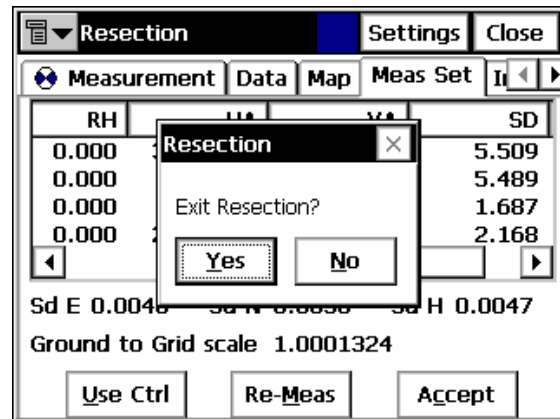 Resection Settings Close
Measurement Data Map Meas Set
RH SD
0.000 5.509
0.000 5.489
0.000 1.687
0.000 2.168
Resection
Exit Resection?
Yes No
Sd E 0.0046 Sd H 0.0047
Ground to Grid scale 1.0001324
Use Ctrl Re-Meas Accept